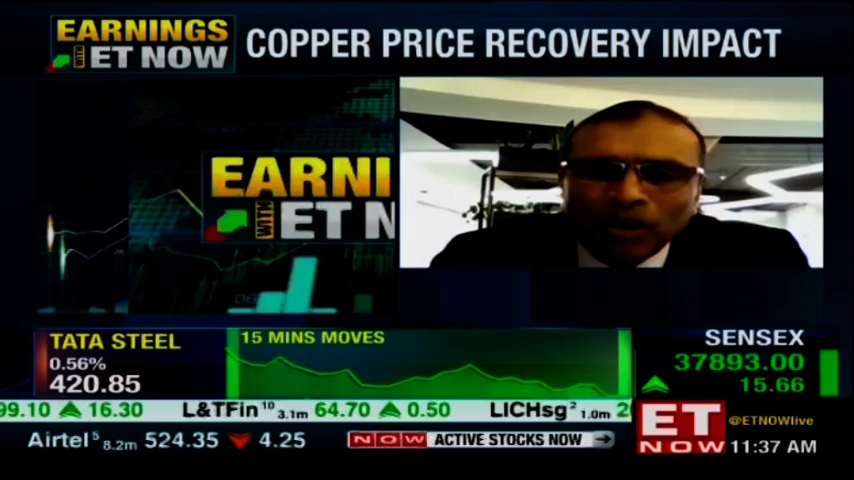 EARNINGS
WITH
ET NOW
COPPER PRICE RECOVERY IMPACT
EARNI
WITH
ET N
TATA STEEL
0.56%
420.85
15 MINS MOVES
SENSEX
37893.00
15.66
99.10 16.30 L&TFin 10 3.1m 64.70 0.50 LICHsg 2 1.0m 2
ET
NOW
@ETNOWlive
11:37 AM
Airtel 5 8.2m 524.35 4.25 NOW ACTIVE STOCKS NOW